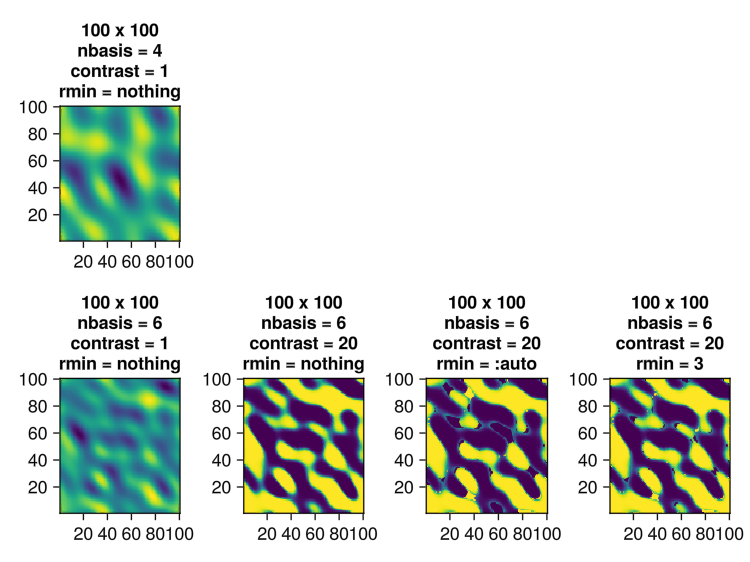 100 x 100
nbasis = 4
contrast = 1
rmin = nothing
100
80
60
40
20
20 40 60 80100
100 x 100
nbasis = 6
contrast = 1
rmin = nothing
100
80
60
40
20
20 40 60 80100
100 x 100
nbasis = 6
contrast = 20
rmin = nothing
100
80
60
40
20
20 40 60 80100
100 x 100
nbasis = 6
contrast = 20
rmin = :auto
100
80
60
40
20
20 40 60 80100
100 x 100
nbasis = 6
contrast = 20
rmin = 3
100
80
60
40
20
20 40 60 80100